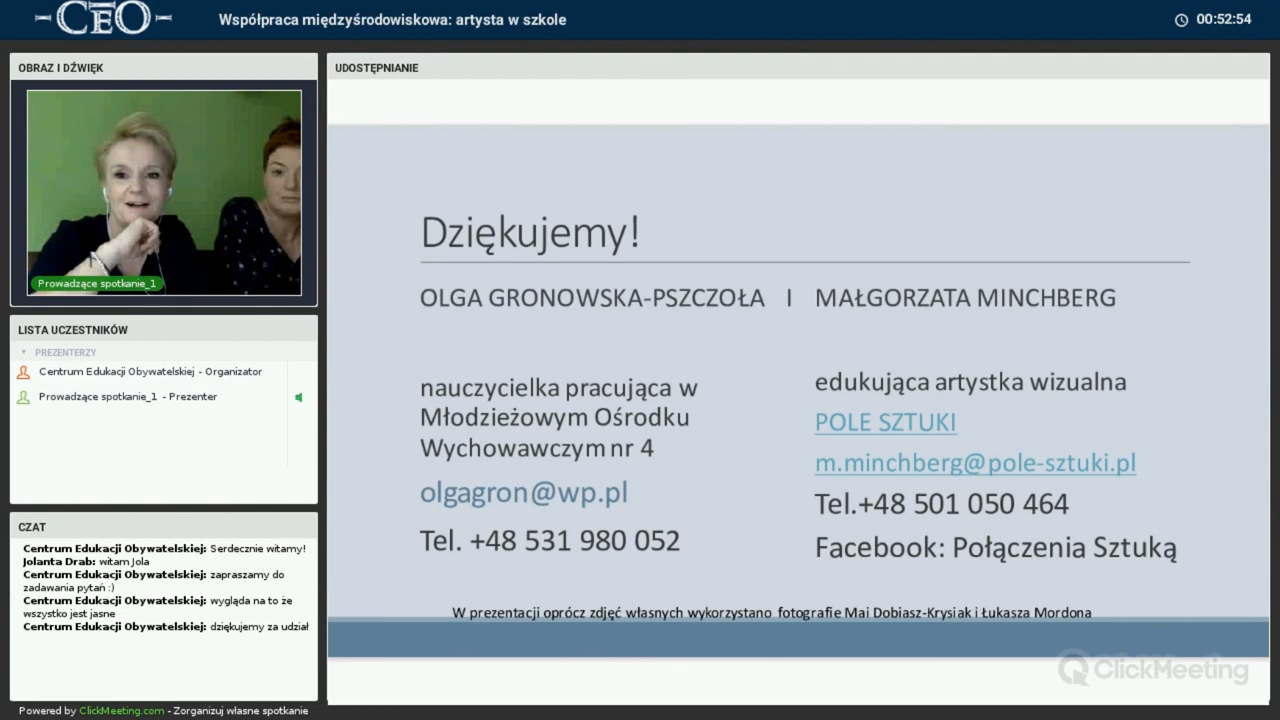 CEO
Współpraca międzyśrodowiskowa: artysta w szkole
00:52:54
OBRAZ I DŹWIĘK
Prowadzące spotkanie_1
LISTA UCZESTNIKÓW
PREZENTERZY
Centrum Edukacji Obywatelskiej - Organizator
Prowadzące spotkanie_1 - Prezenter
CZAT
Centrum Edukacji Obywatelskiej: Serdecznie witamy!
Jolanta Drab: witam Jola
Centrum Edukacji Obywatelskiej: zapraszamy do
zadawania pytań :)
Centrum Edukacji Obywatelskiej: wygląda na to że
wszystko jest jasne
Centrum Edukacji Obywatelskiej: dziękujemy za udział
Powered by ClickMeeting.com - Zorganizuj własne spotkanie
UDOSTĘPNIANIE
Dziękujemy!
OLGA GRONOWSKA-PSZCZOŁA I MAŁGORZATA MINCHBERG
nauczycielka pracująca w
Młodzieżowym Ośrodku
Wychowawczym nr 4
olgagron@wp.pl
Tel. +48 531 980 052
edukująca artystka wizualna
POLE SZTUKI
m.minchberg@pole-sztuki.pl
Tel.+48 501 050 464
Facebook: Połączenia Sztuką
W prezentacji oprócz zdjęć własnych wykorzystano fotografie Mai Dobiasz-Krysiak i Łukasza Mordona
ClickMeeting